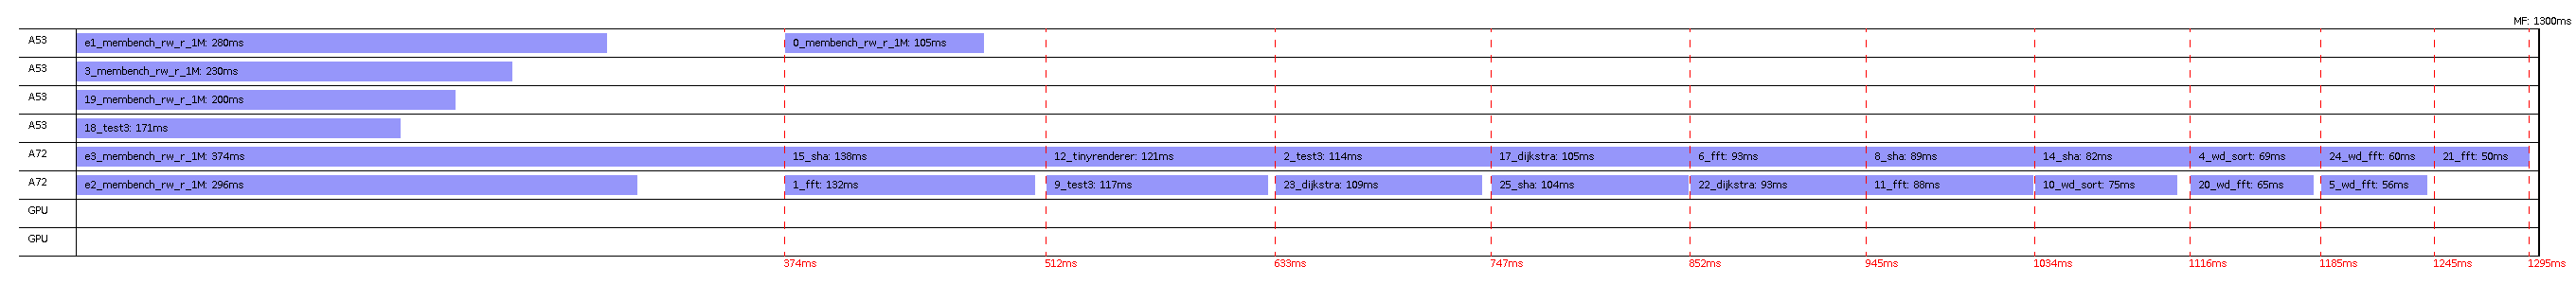 MF: 1300ms
A53 e1_membench_rw_r_1M: 280ms 0_membench_rw_r_1M: 105ms
A53 3_membench_rw_r_1M: 230ms
A53 19_membench_rw_r_1M: 200ms
A53 18_test3: 171ms
A72 e3_membench_rw_r_1M: 374ms 15_sha: 138ms 12_tinyrenderer: 121ms 2_test3: 114ms 17_dijkstra: 105ms 6_fft: 93ms 8_sha: 89ms 14_sha: 82ms 4_wd_sort: 69ms 24_wd_fft: 60ms 21_fft: 50ms
A72 e2_membench_rw_r_1M: 296ms 1_fft: 132ms 9_test3: 117ms 23_dijkstra: 109ms 25_sha: 104ms 22_dijkstra: 93ms 11_fft: 88ms 10_wd_sort: 75ms 20_wd_fft: 65ms 5_wd_fft: 56ms
GPU
GPU
374ms 512ms 633ms 747ms 852ms 945ms 1034ms 1116ms 1185ms 1245ms 1295ms